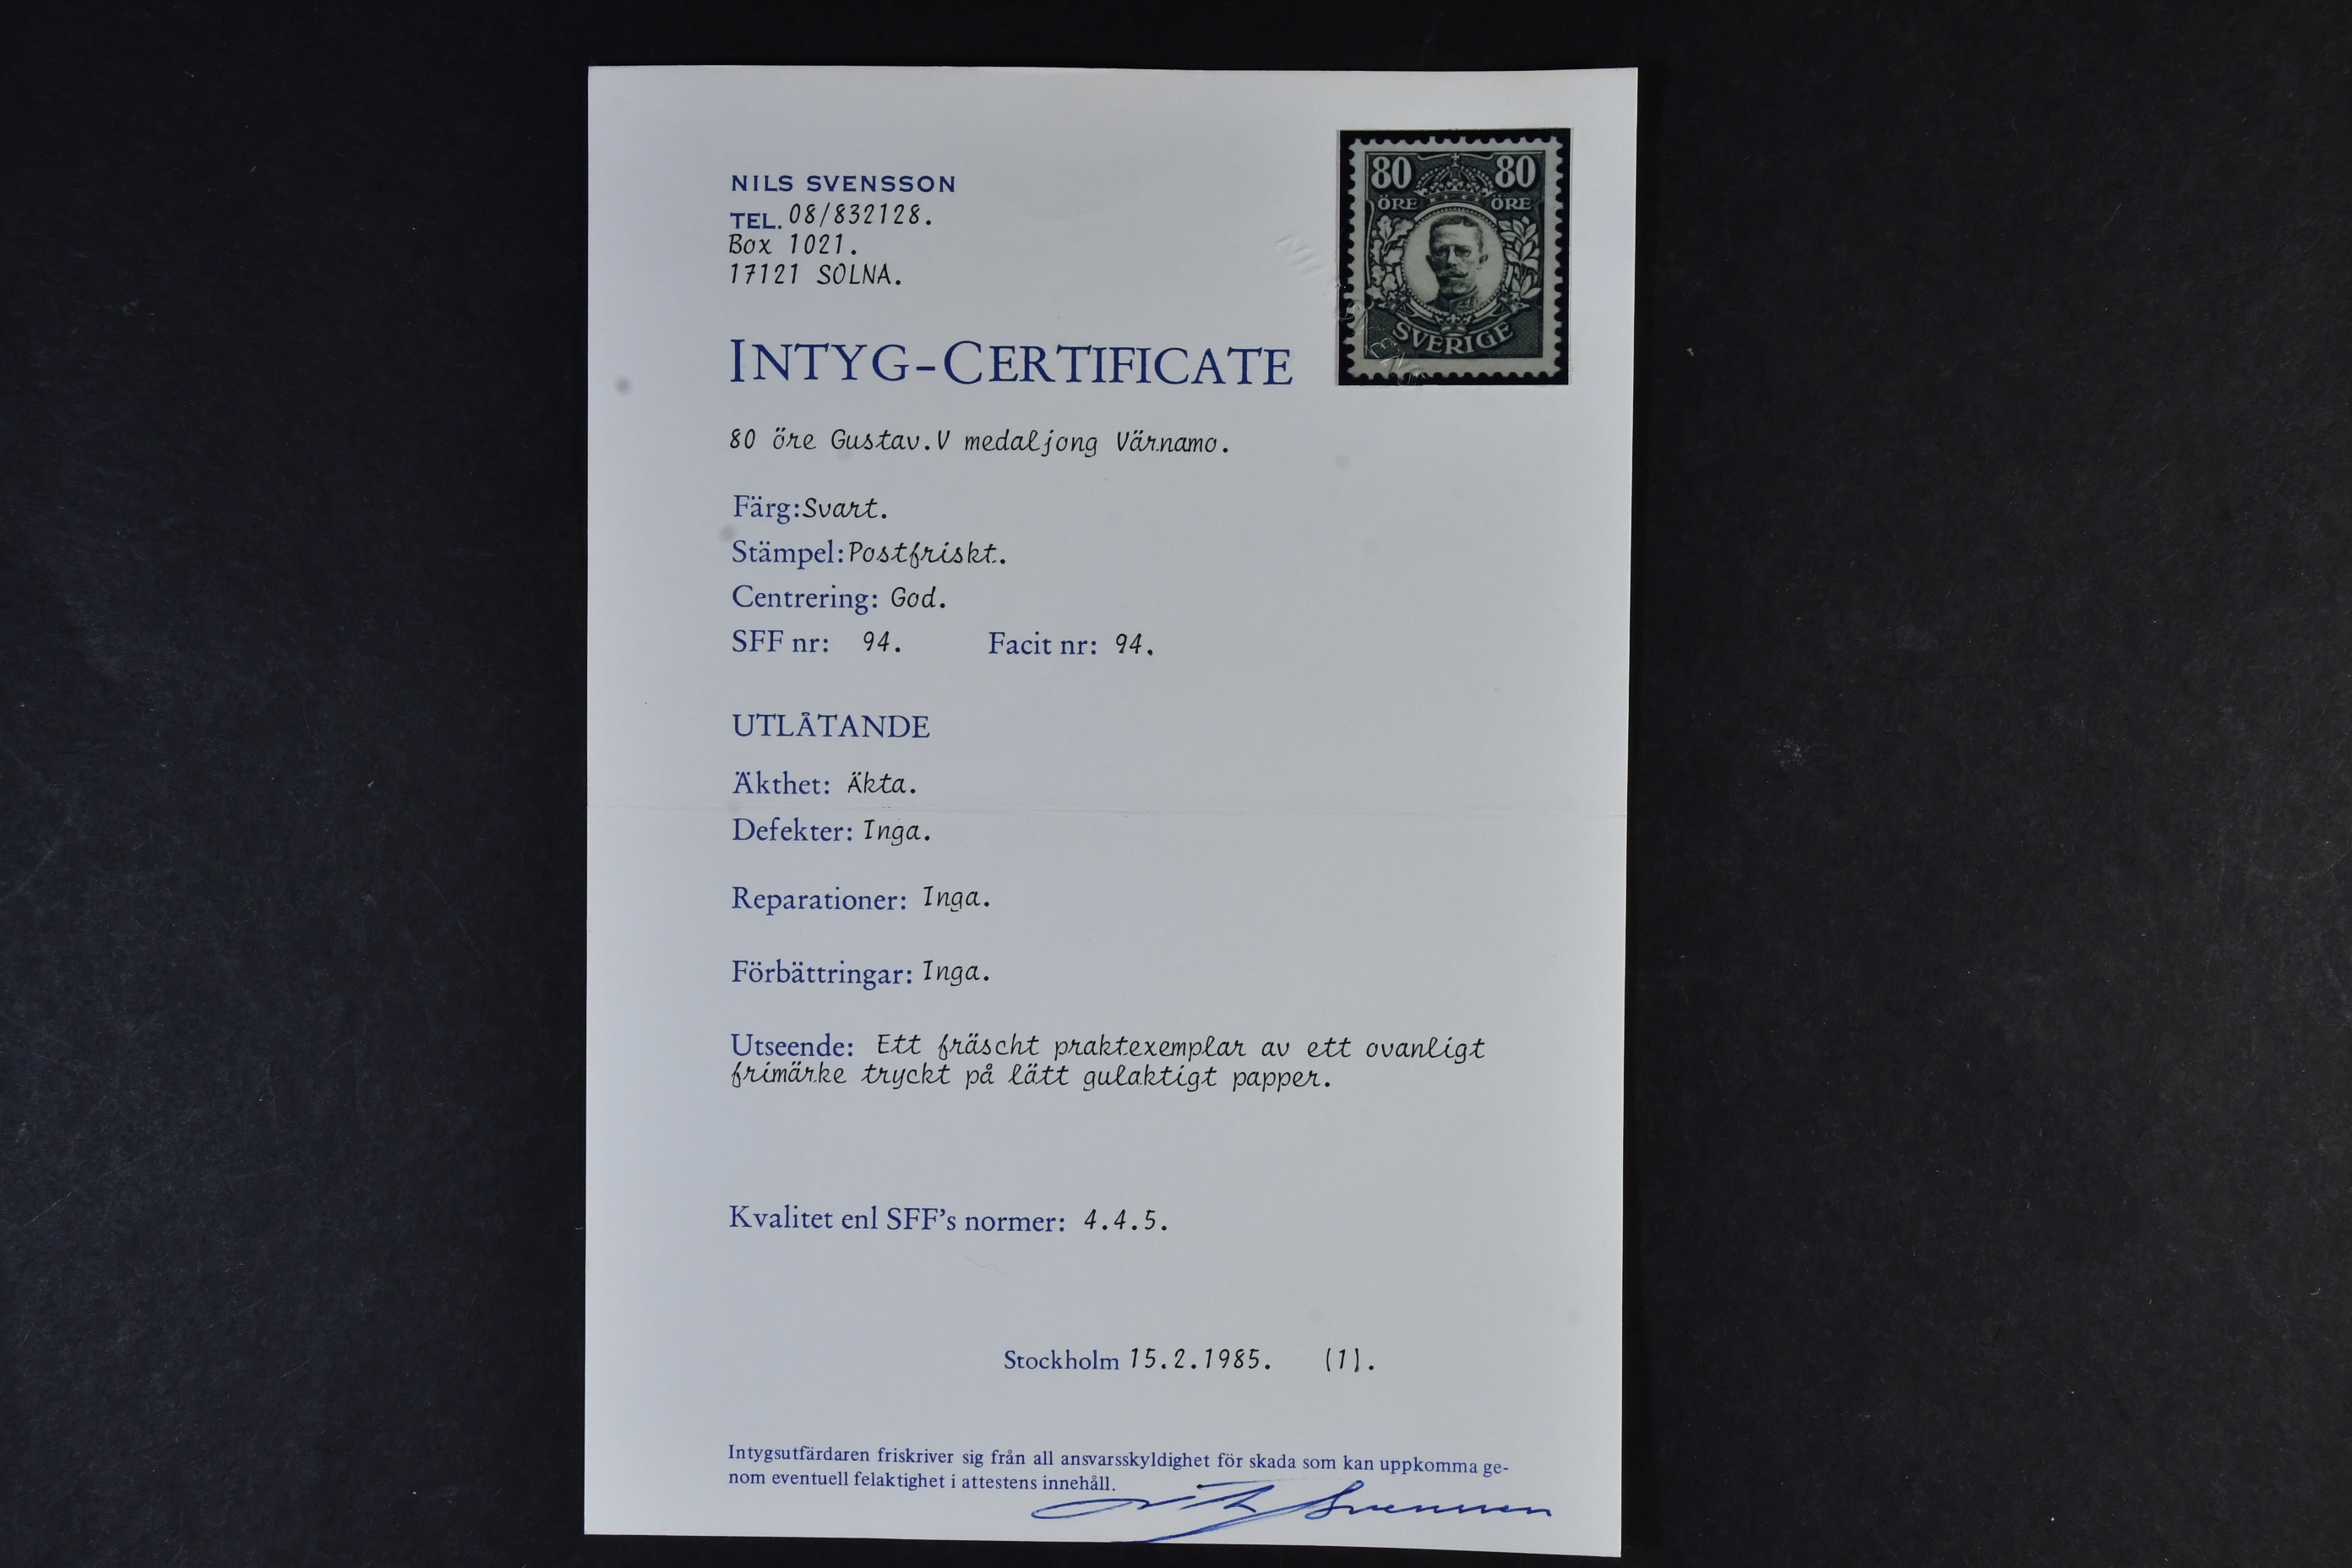 NILS SVENSSON
TEL. 08/832128.
Box 1021.
17121 SOLNA.
80 80
ÖRE ÖRE
SVERIGE
INTYG-CERTIFICATE
80 öre Gustav.V medaljong Värnamo.
Färg: Svart.
Stämpel: Postfriskt.
Centrering: God.
SFF nr: 94. Facit nr: 94.
UTLÅTANDE
Äkthet: Äkta.
Defekter: Inga.
Reparationer: Inga.
Förbättringar: Inga.
Utseende: Ett fräscht praktexemplar av ett ovanligt
frimärke tryckt på lätt gulaktigt papper.
Kvalitet enl SFF's normer: 4.4.5.
Stockholm 15.2.1985. (1).
Intygsutfärdaren friskriver sig från all ansvarsskyldighet för skada som kan uppkomma ge-
nom eventuell felaktighet i attestens innehåll.
Nils Svensson